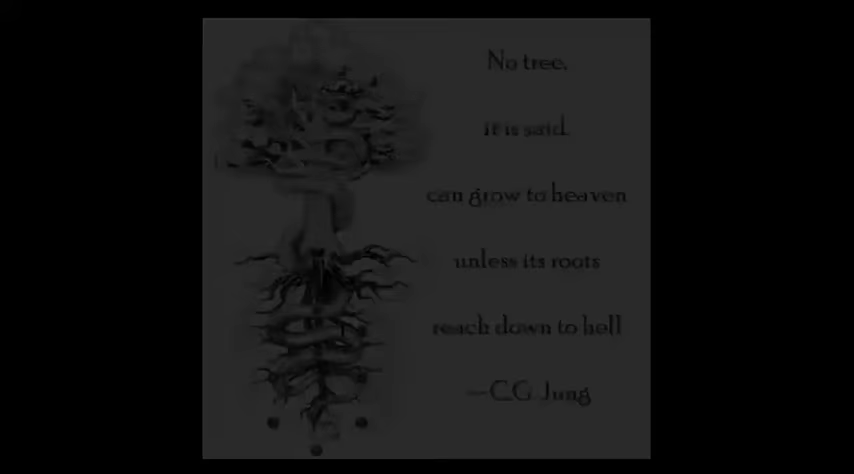 No tree,
it is said,
can grow to heaven
unless its roots
reach down to hell
—C.G. Jung